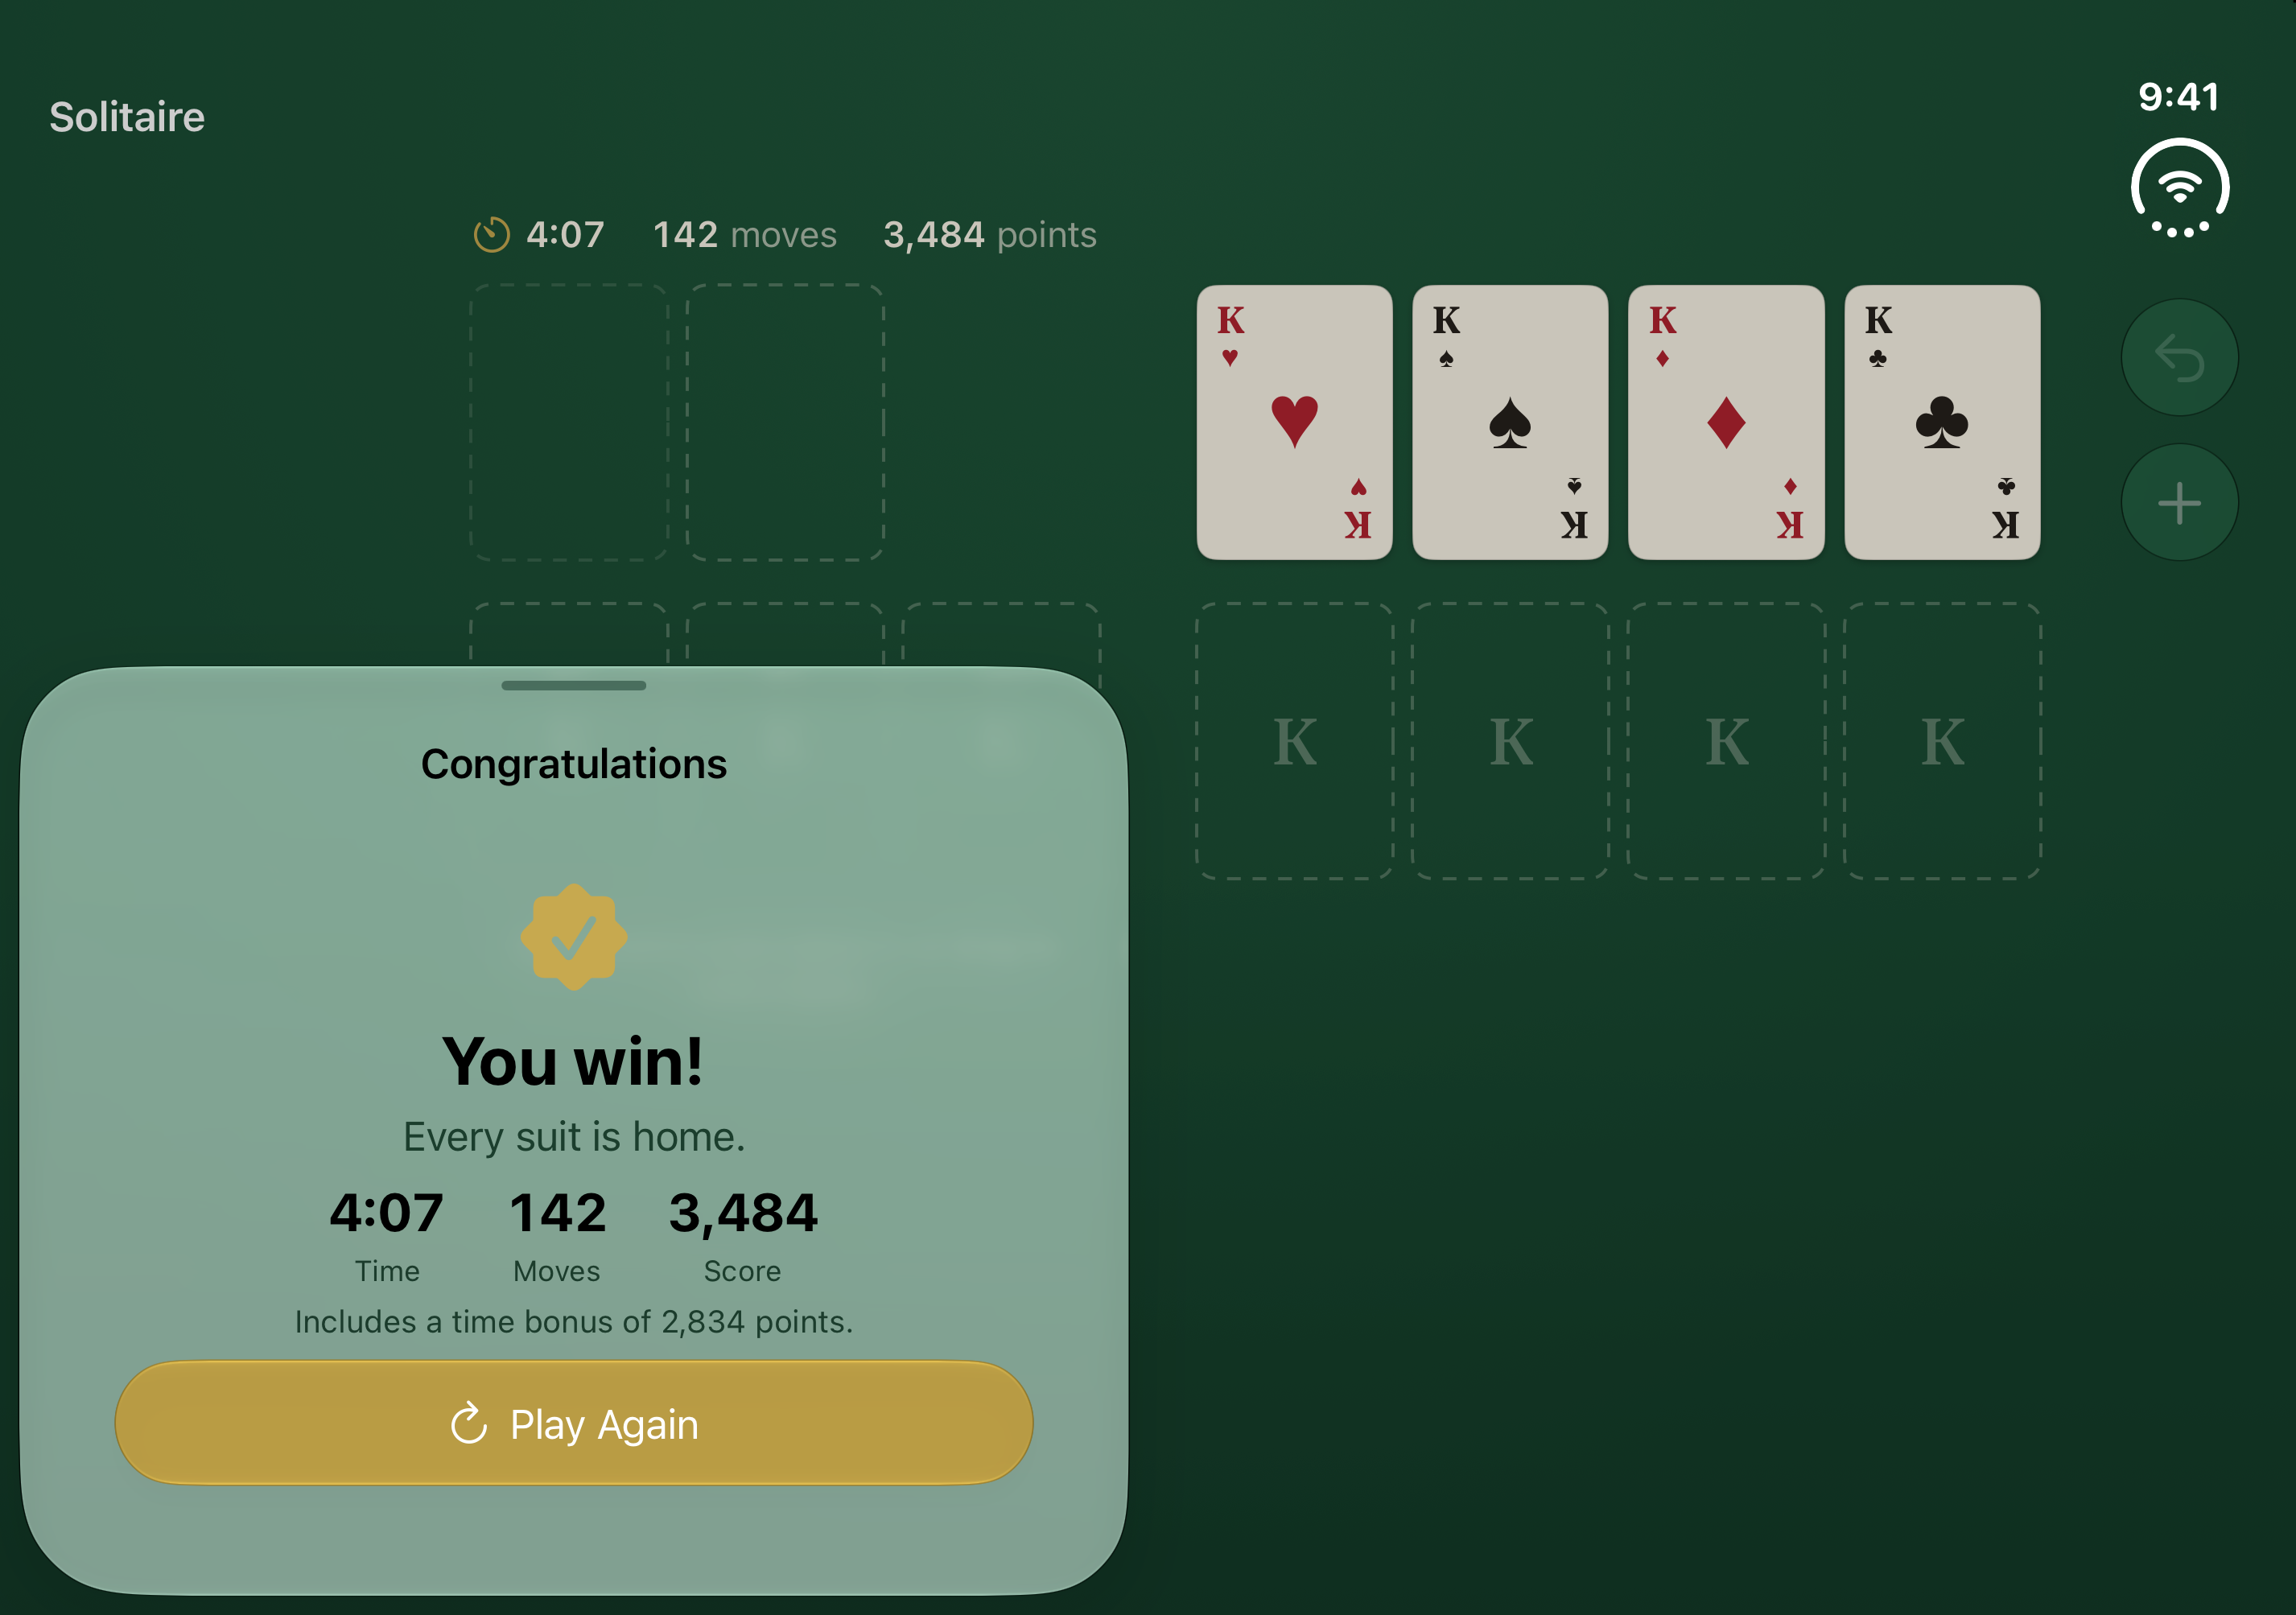 Solitaire
9:41
4:07 142 moves 3,484 points
K K K K
♥ ♠ ♦ ♣
♥ ♠ ♦ ♣
♥ ♠ ♦ ♣
K K K K
K K K K
Congratulations
You win!
Every suit is home.
4:07 142 3,484
Time Moves Score
Includes a time bonus of 2,834 points.
Play Again